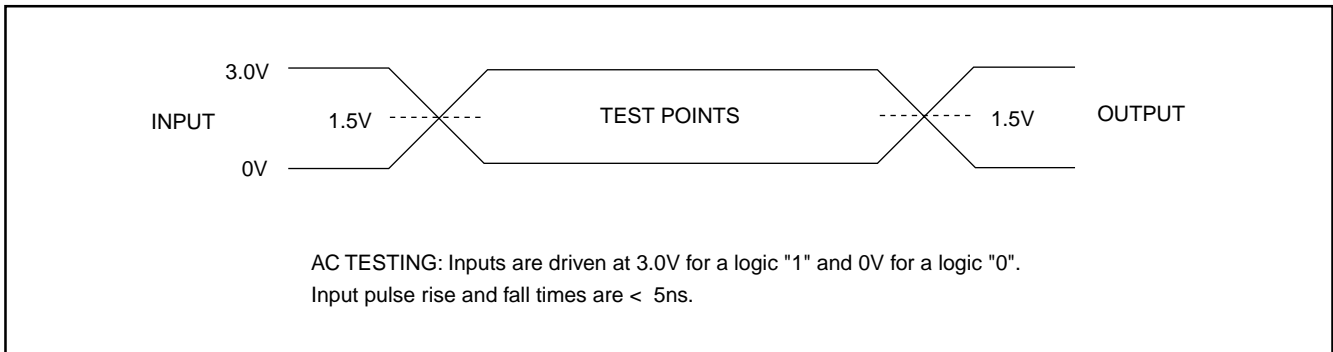 3.0V
INPUT 1.5V TEST POINTS 1.5V OUTPUT
0V
AC TESTING: Inputs are driven at 3.0V for a logic "1" and 0V for a logic "0".
Input pulse rise and fall times are < 5ns.